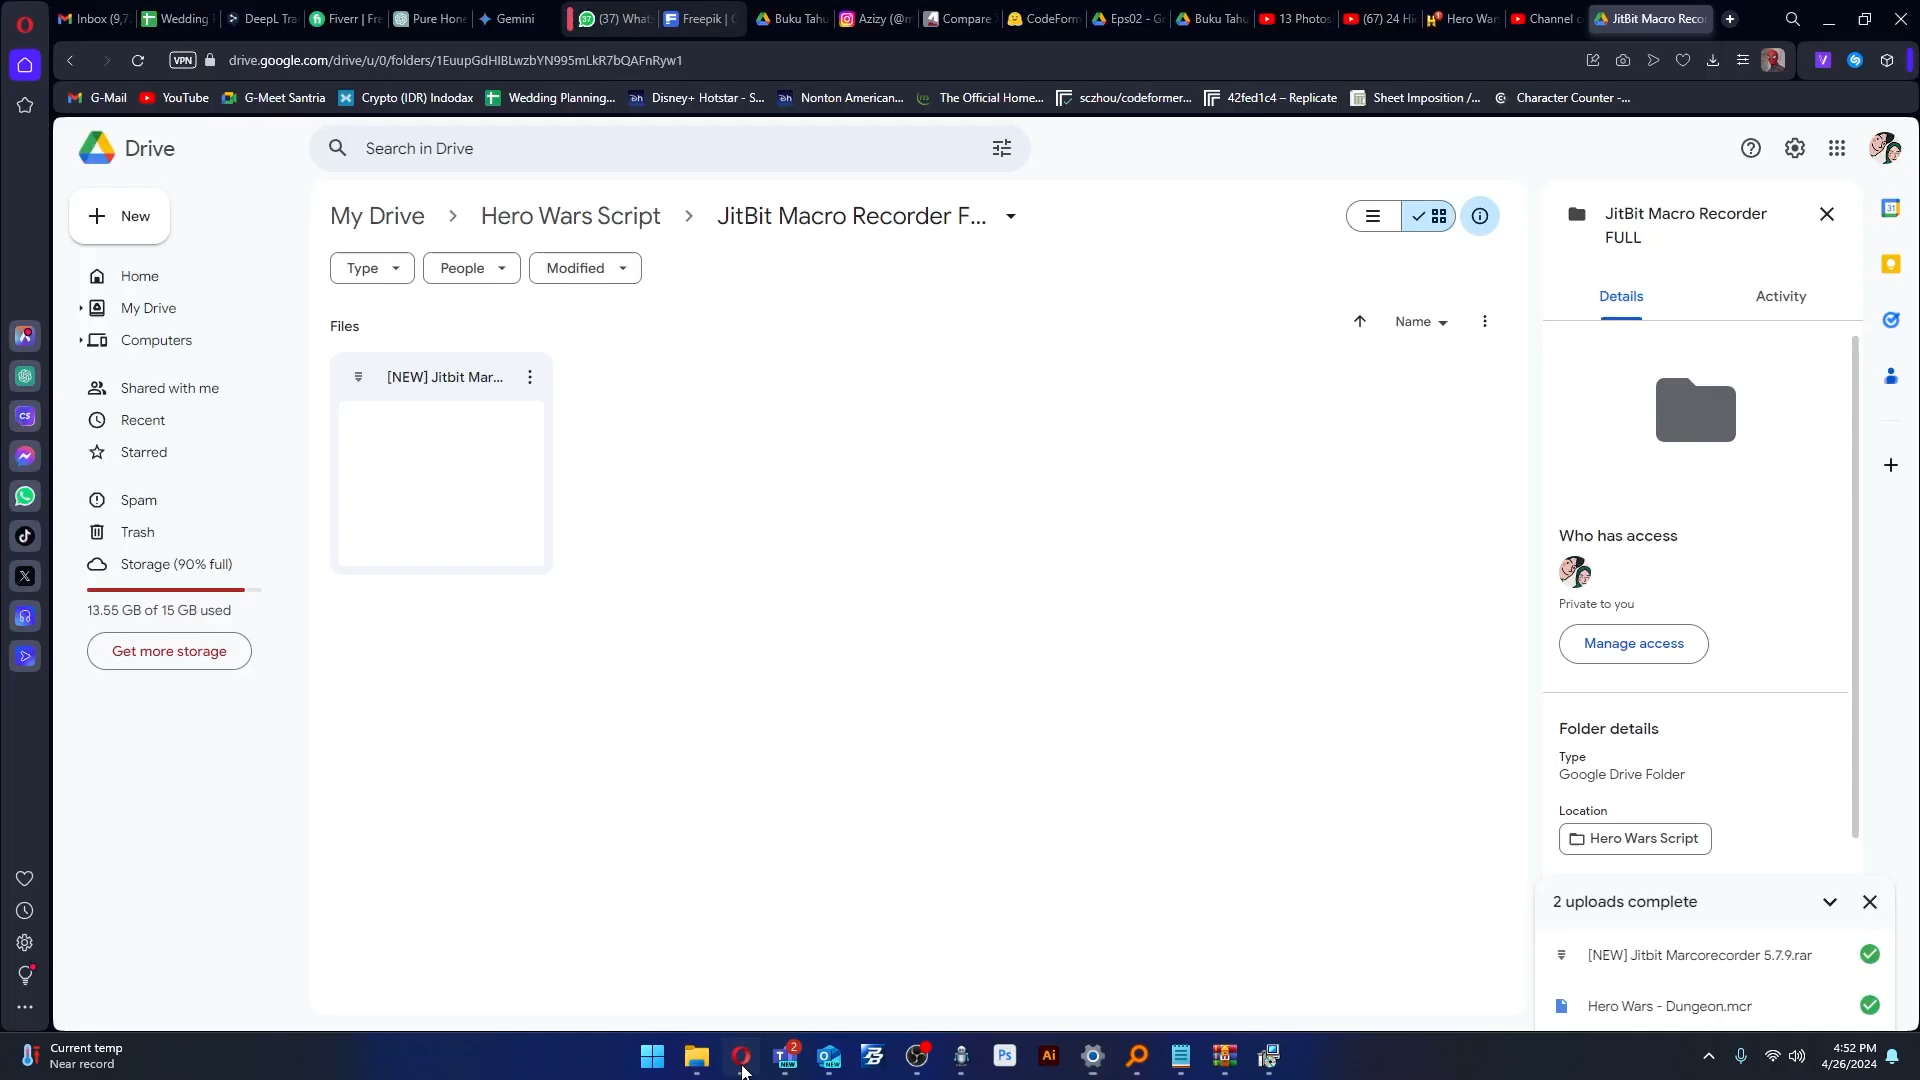 Inbox (9,7
Wedding
DeepL Tra
Fiverr | Fre
Pure Hone
Gemini
(37) What
Freepik | C
Buku Tahu
Azizy (@m
Compare
CodeForm
Eps02 - Go
Buku Tahu
13 Photos
(67) 24 Hi
Hero War
Channel c
JitBit Macro Reco
VPN
drive.google.com/drive/u/0/folders/1EuupGdHIBLwzbYN995mLkR7bQAFnRyw1
G-Mail
YouTube
G-Meet Santria
Crypto (IDR) Indodax
Wedding Planning...
Disney+ Hotstar - S...
Nonton American...
The Official Home...
sczhou/codeformer...
42fed1c4 – Replicate
Sheet Imposition /...
Character Counter -...
Drive
Search in Drive
New
My Drive > Hero Wars Script > JitBit Macro Recorder F...
Type
People
Modified
Home
My Drive
Computers
Shared with me
Recent
Starred
Spam
Trash
Storage (90% full)
13.55 GB of 15 GB used
Get more storage
Files
Name
[NEW] Jitbit Mar...
JitBit Macro Recorder
FULL
Details
Activity
Who has access
Private to you
Manage access
Folder details
Type
Google Drive Folder
Location
Hero Wars Script
2 uploads complete
[NEW] Jitbit Marcorecorder 5.7.9.rar
Hero Wars - Dungeon.mcr
Current temp
Near record
4:52 PM
4/26/2024